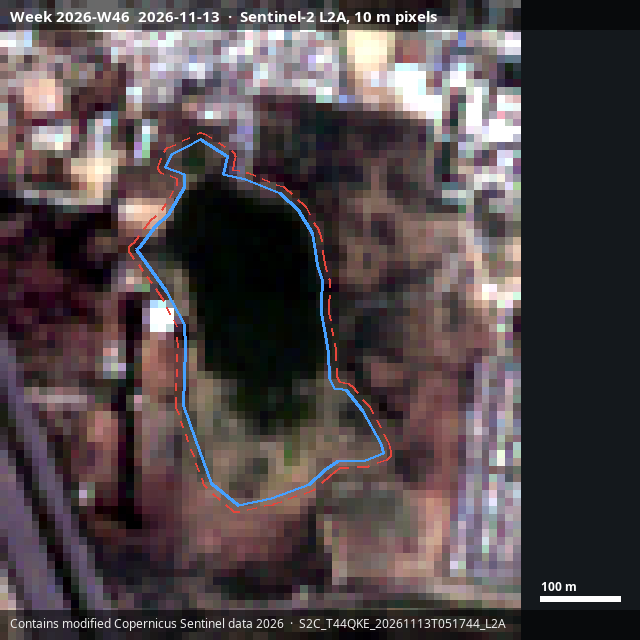 Week 2026-W46  2026-11-13  ·  Sentinel-2 L2A, 10 m pixels
100 m
Contains modified Copernicus Sentinel data 2026  ·  S2C_T44QKE_20261113T051744_L2A